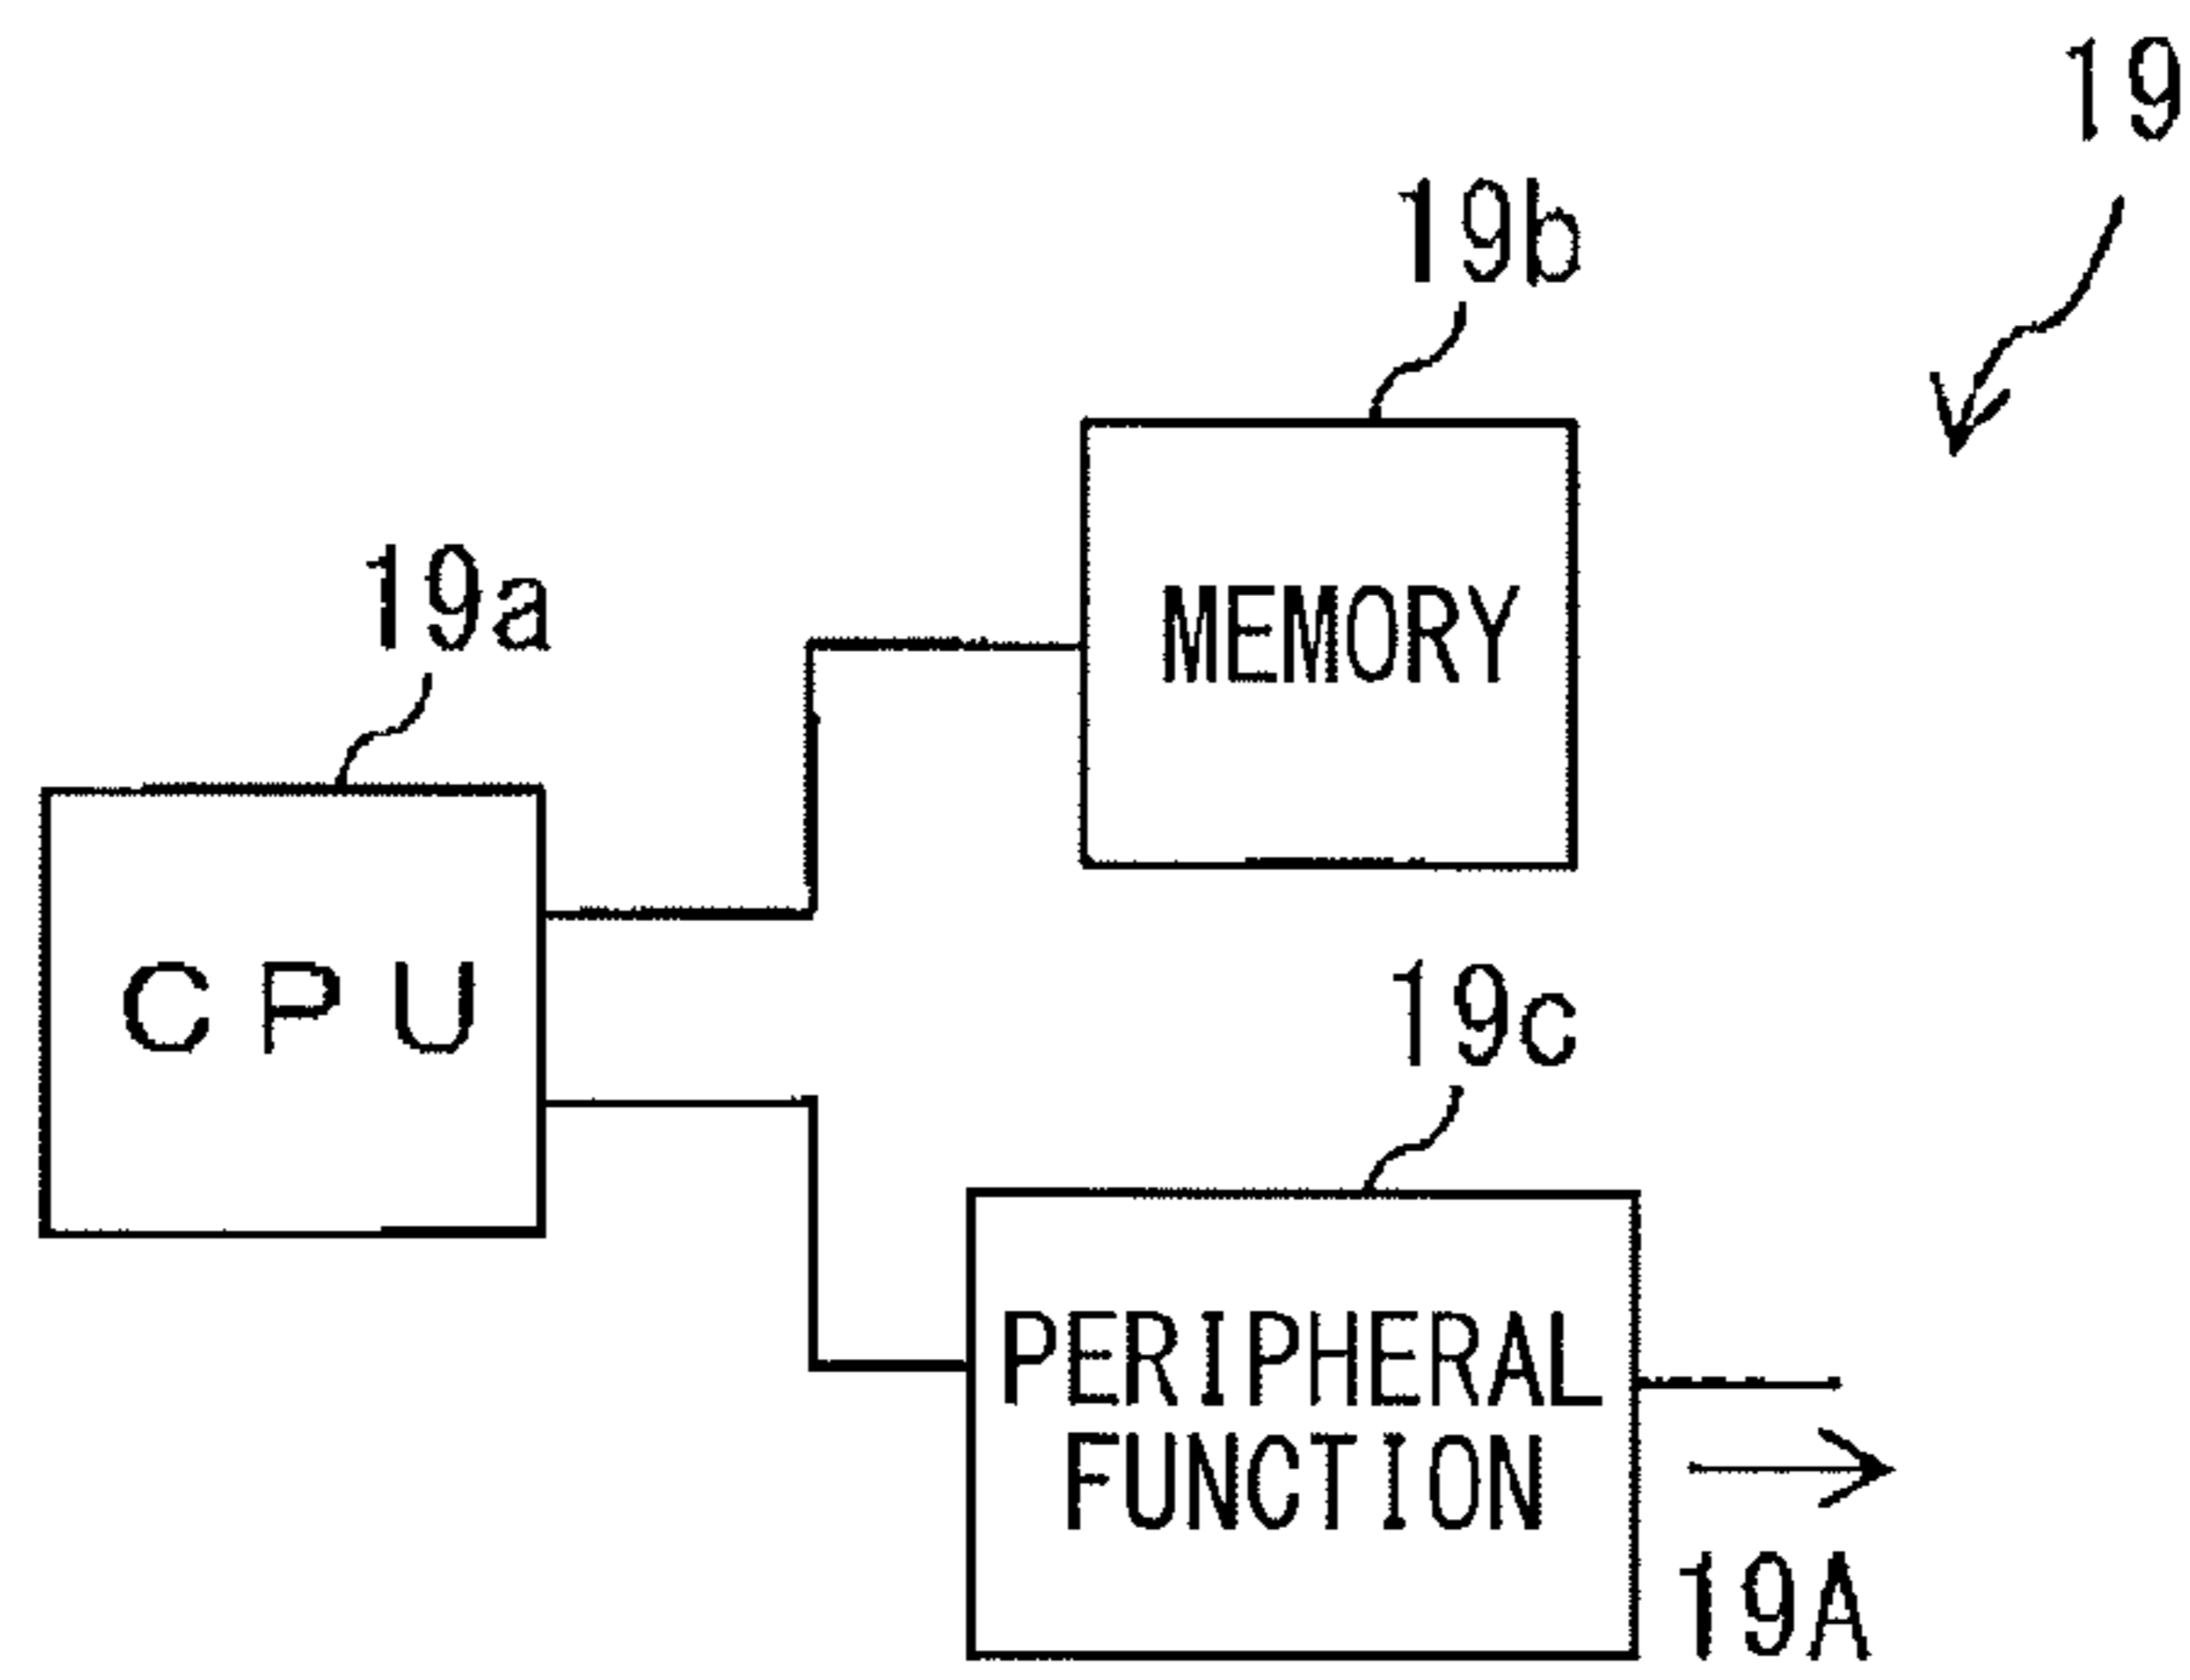 19
19b
MEMORY
19a
CPU
19c
PERIPHERAL
FUNCTION
19A